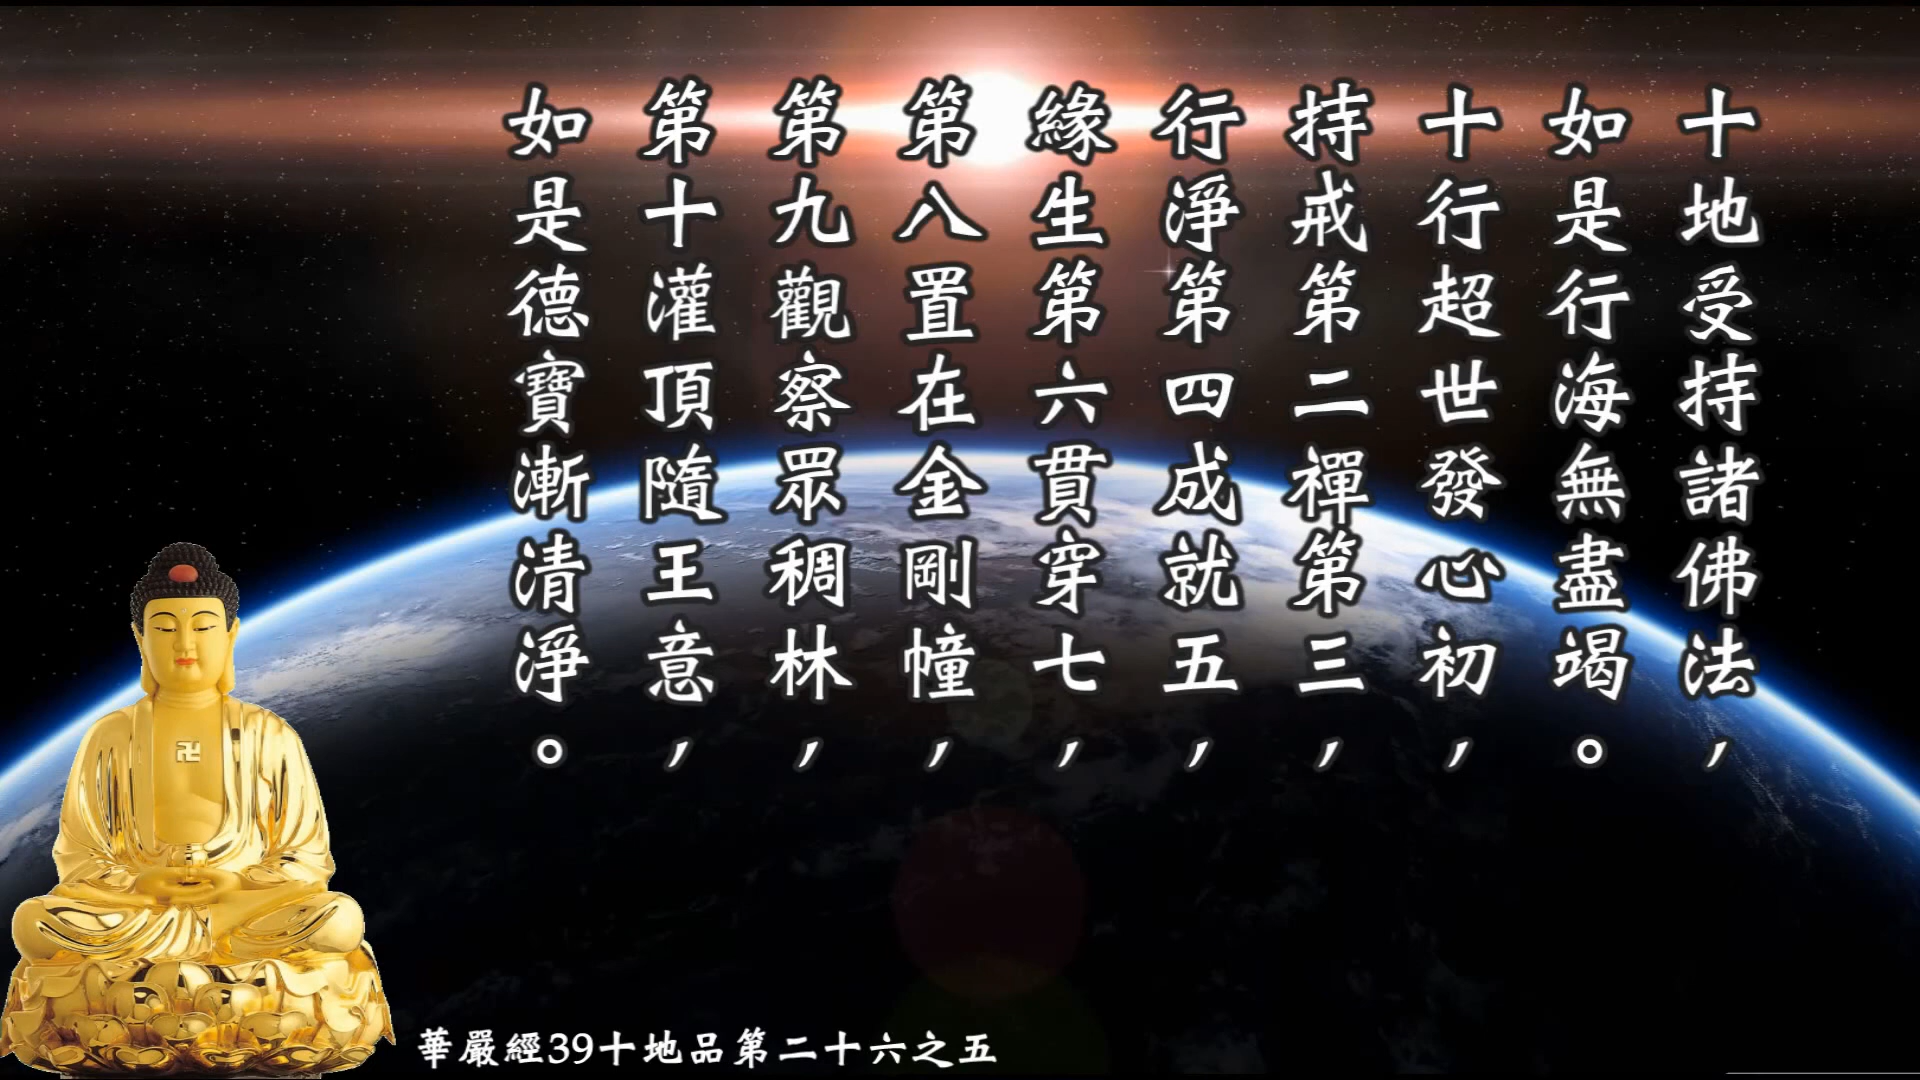 十地受持諸佛法，
如是行海無盡竭。
十行超世發心初，
持戒第二禪第三，
行淨第四成就五，
緣生第六貫穿七，
第八置在金剛幢，
第九觀察眾稠林，
第十灌頂隨王意，
如是德寶漸清淨。
華嚴經39十地品第二十六之五
卍